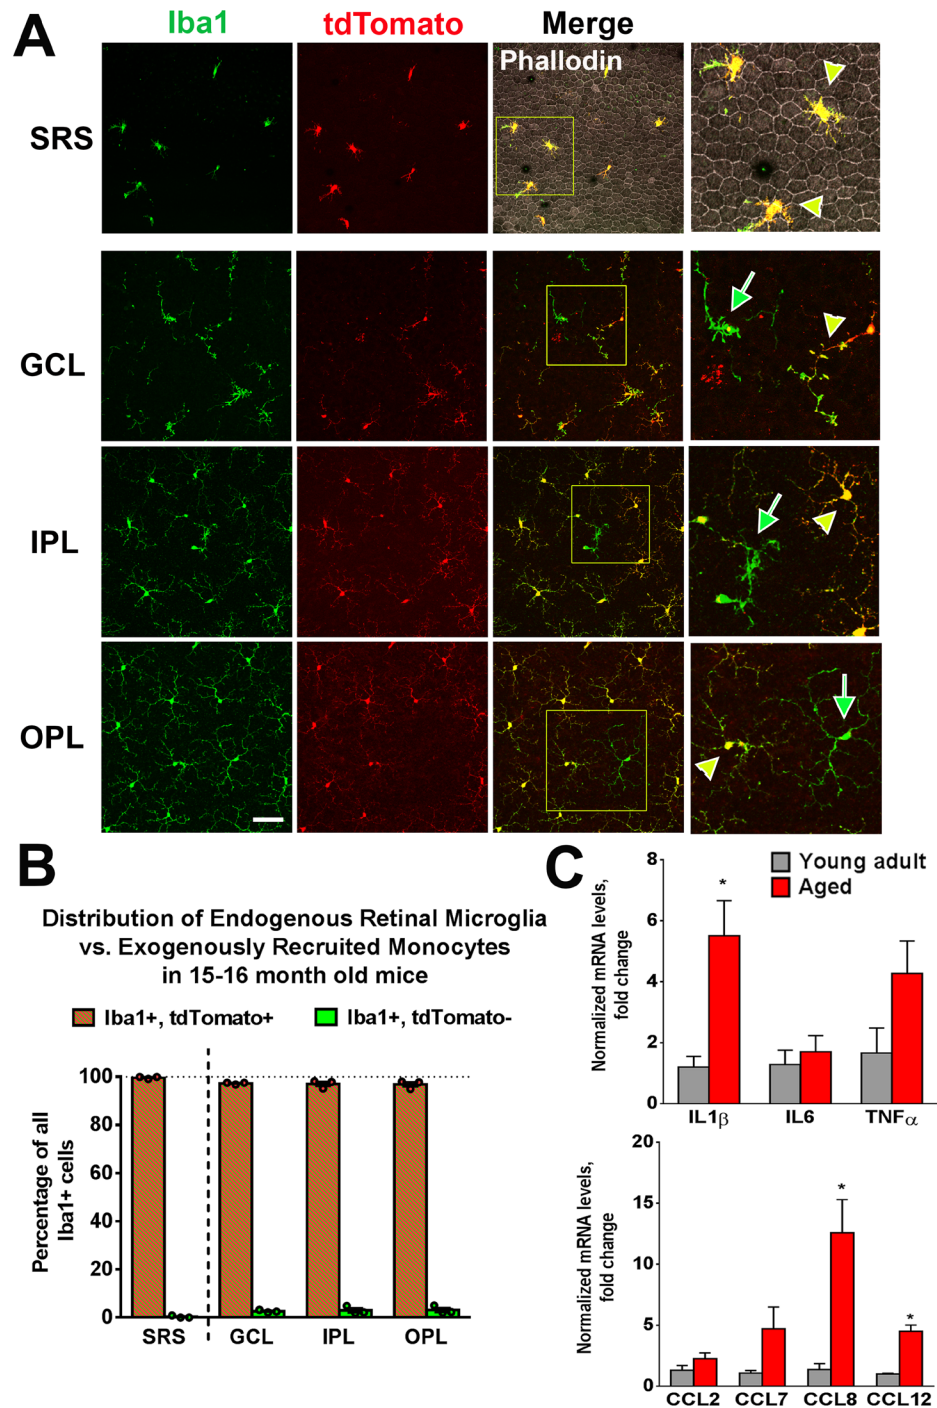 A
Iba1
tdTomato
Merge
Phallodin
SRS
GCL
IPL
OPL
B
Distribution of Endogenous Retinal Microglia
vs. Exogenously Recruited Monocytes
in 15-16 month old mice
Iba1+, tdTomato+
Iba1+, tdTomato-
Percentage of all
Iba1+ cells
100
80
60
40
20
0
SRS
GCL
IPL
OPL
C
Young adult
Aged
Normalized mRNA levels,
fold change
8
6
4
2
0
*
IL1β
IL6
TNFα
Normalized mRNA levels,
fold change
20
15
10
5
0
*
*
CCL2
CCL7
CCL8
CCL12